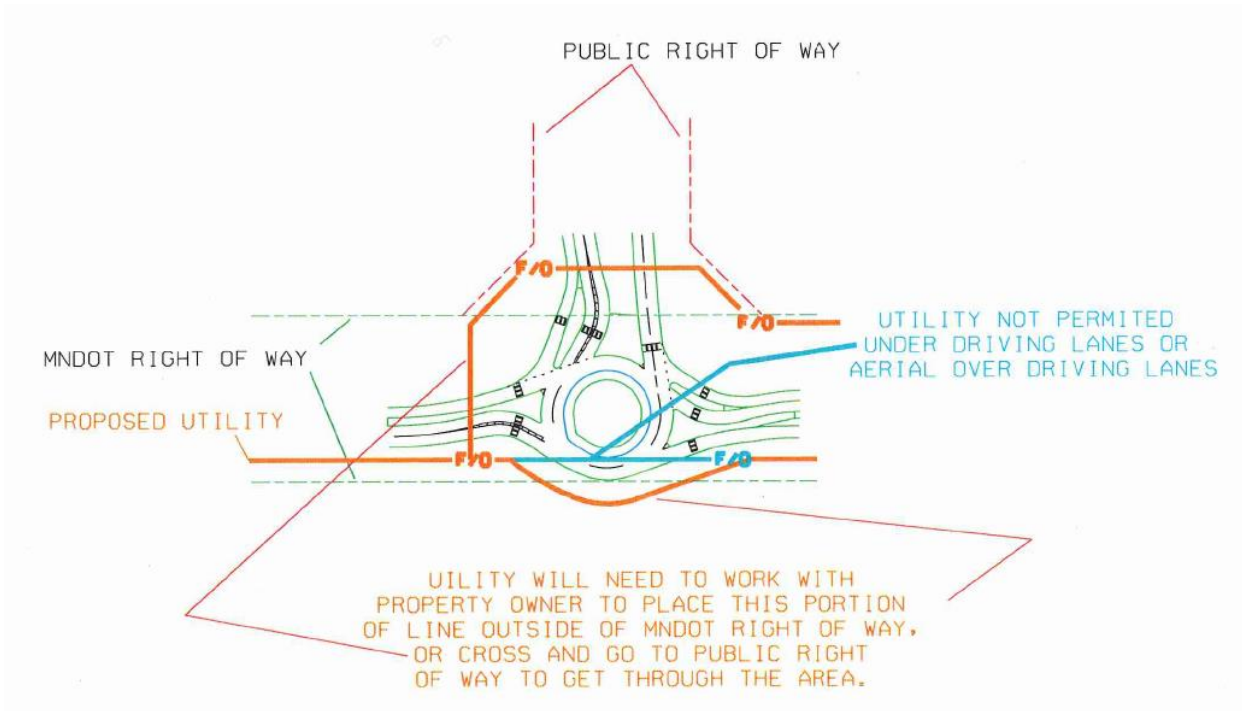 PUBLIC RIGHT OF WAY
F/O
F/O
UTILITY NOT PERMITED
UNDER DRIVING LANES OR
AERIAL OVER DRIVING LANES
MNDOT RIGHT OF WAY
PROPOSED UTILITY
F/O
F/O
UILITY WILL NEED TO WORK WITH
PROPERTY OWNER TO PLACE THIS PORTION
OF LINE OUTSIDE OF MNDOT RIGHT OF WAY,
OR CROSS AND GO TO PUBLIC RIGHT
OF WAY TO GET THROUGH THE AREA.